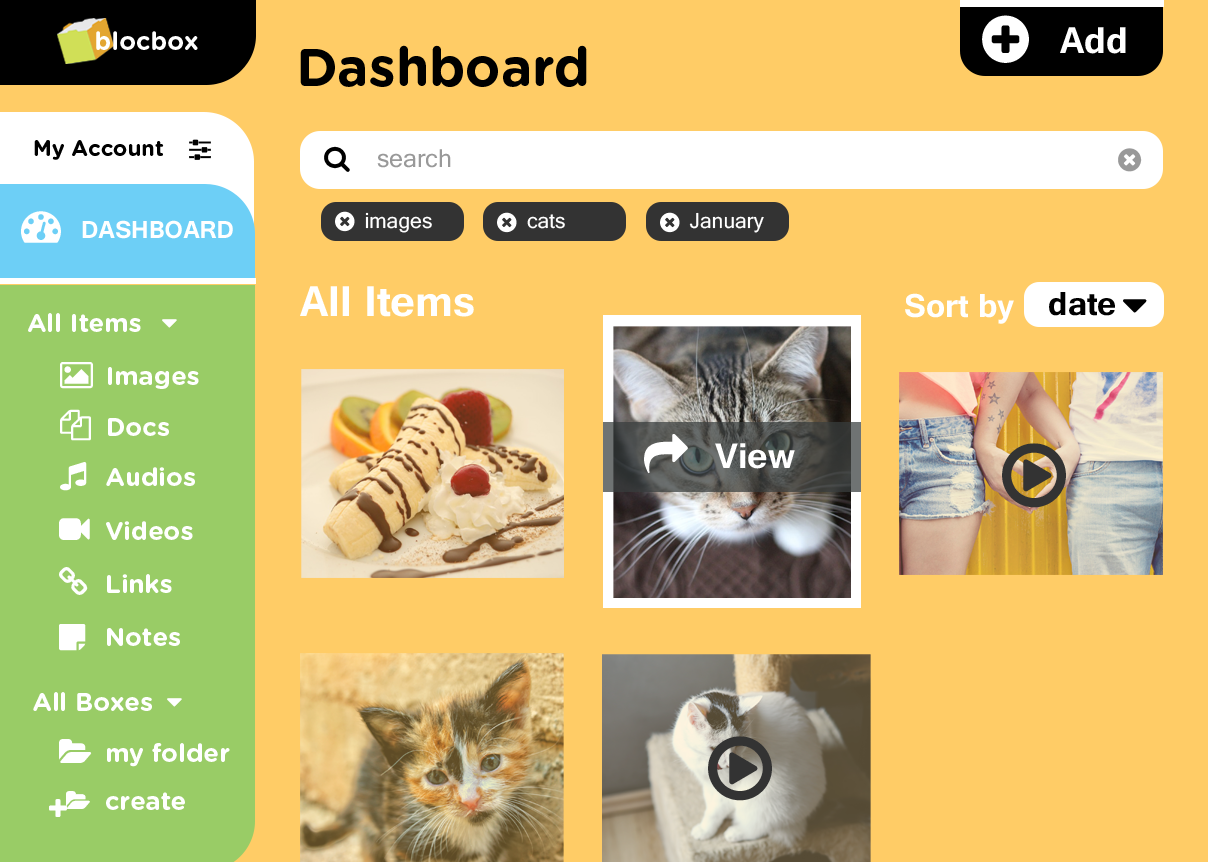 blocbox
My Account
DASHBOARD
All Items
Images
Docs
Audios
Videos
Links
Notes
All Boxes
my folder
create
Dashboard
Add
search
images
cats
January
All Items
Sort by
date
View